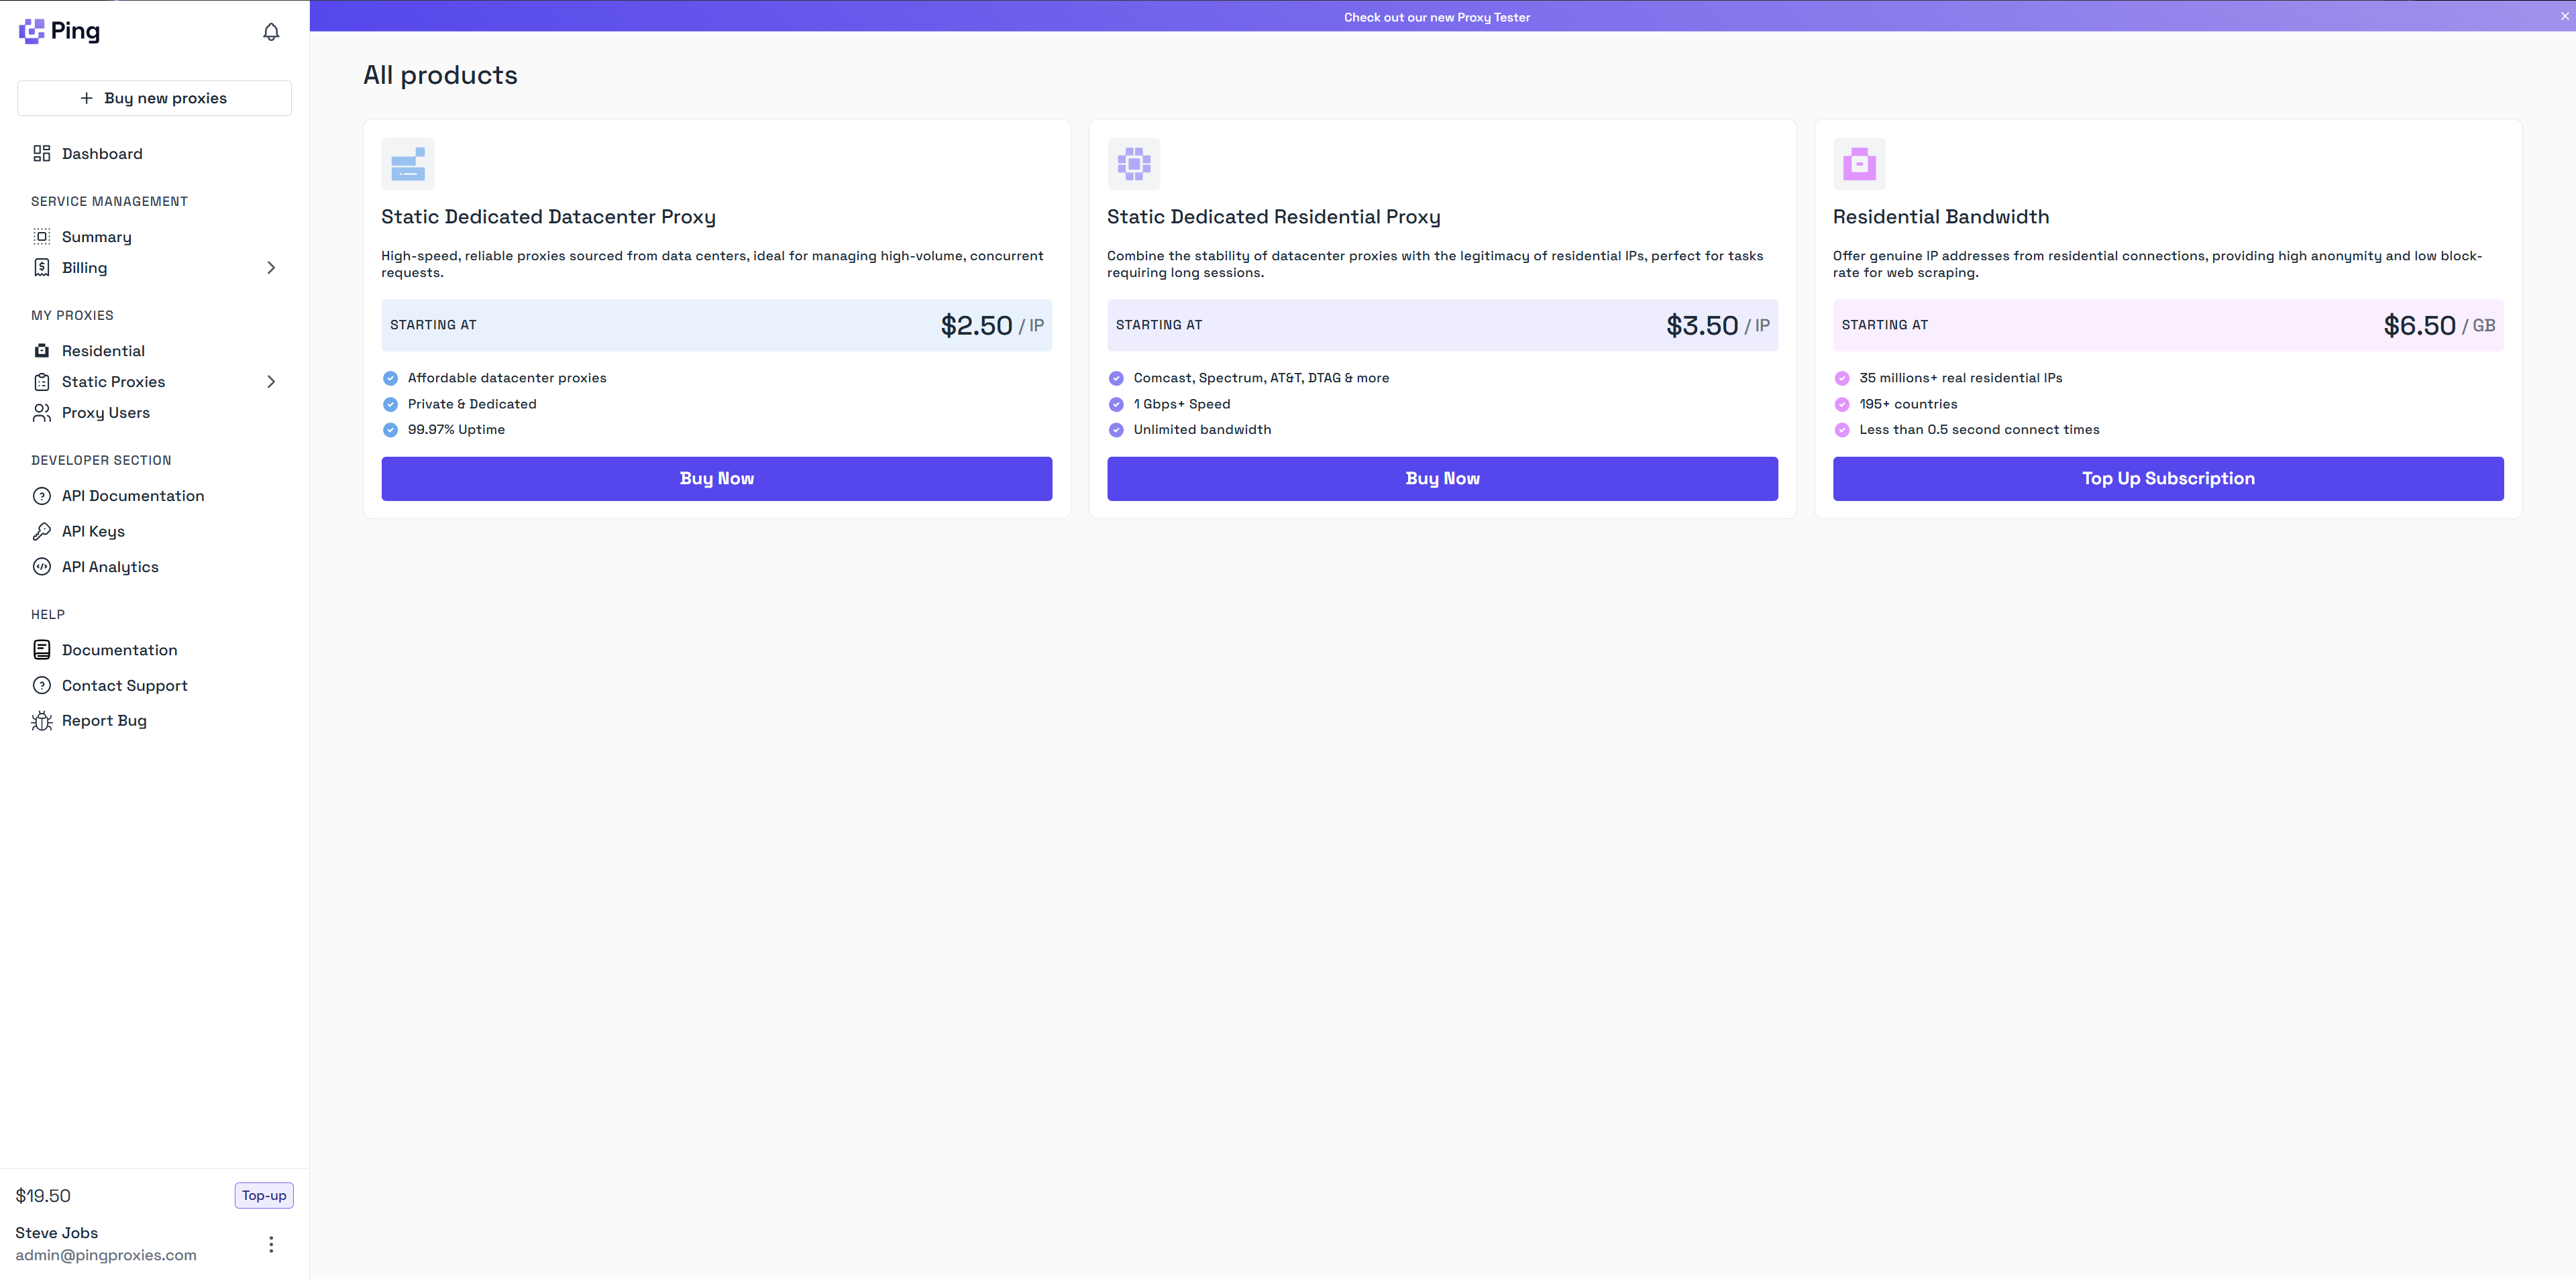 Ping
Buy new proxies
Dashboard
SERVICE MANAGEMENT
Summary
Billing
MY PROXIES
Residential
Static Proxies
Proxy Users
DEVELOPER SECTION
API Documentation
API Keys
API Analytics
HELP
Documentation
Contact Support
Report Bug
$19.50
Top-up
Steve Jobs
admin@pingproxies.com
Check out our new Proxy Tester
All products
Static Dedicated Datacenter Proxy
High-speed, reliable proxies sourced from data centers, ideal for managing high-volume, concurrent
requests.
STARTING AT $2.50 / IP
Affordable datacenter proxies
Private & Dedicated
99.97% Uptime
Buy Now
Static Dedicated Residential Proxy
Combine the stability of datacenter proxies with the legitimacy of residential IPs, perfect for tasks
requiring long sessions.
STARTING AT $3.50 / IP
Comcast, Spectrum, AT&T, DTAG & more
1 Gbps+ Speed
Unlimited bandwidth
Buy Now
Residential Bandwidth
Offer genuine IP addresses from residential connections, providing high anonymity and low block-
rate for web scraping.
STARTING AT $6.50 / GB
35 millions+ real residential IPs
195+ countries
Less than 0.5 second connect times
Top Up Subscription